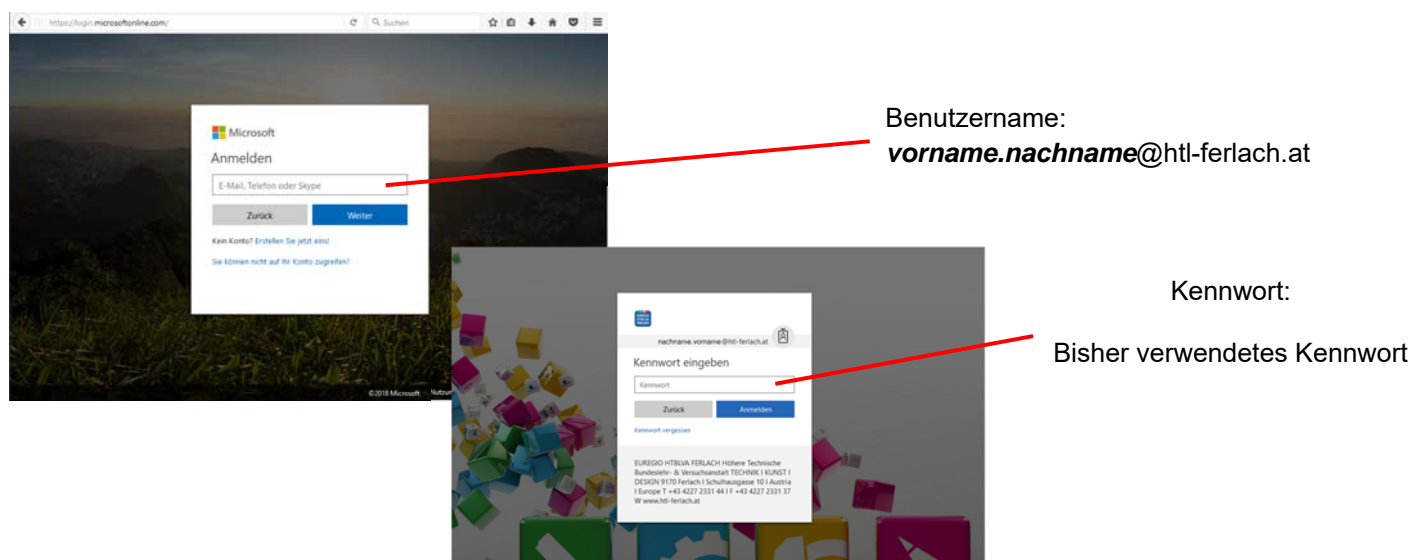 https://login.microsoftonline.com/
Suchen
Microsoft
Anmelden
E-Mail, Telefon oder Skype
Zurück
Weiter
Kein Konto? Erstellen Sie jetzt eins!
Sie können nicht auf Ihr Konto zugreifen?
©2018 Microsoft
Benutzername:
vorname.nachname@htl-ferlach.at
nachname.vorname@htl-ferlach.at
Kennwort eingeben
Kennwort
Zurück
Anmelden
Kennwort vergessen
EUREGIO HTBLVA FERLACH Höhere Technische
Bundeslehr- & Versuchsanstalt TECHNIK I KUNST I
DESIGN 9170 Ferlach I Schulhausgasse 10 I Austria
I Europe T +43 4227 2331 44 I F +43 4227 2331 37
W www.htl-ferlach.at
Kennwort:
Bisher verwendetes Kennwort